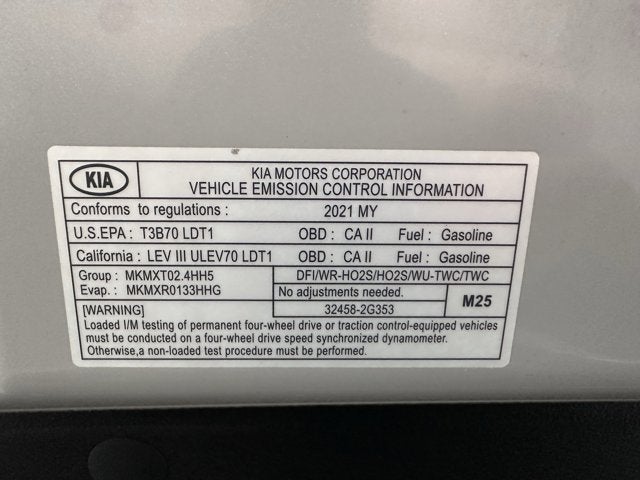 KIA
KIA MOTORS CORPORATION
VEHICLE EMISSION CONTROL INFORMATION
Conforms to regulations : 2021 MY
U.S.EPA : T3B70 LDT1 OBD : CA II Fuel : Gasoline
California : LEV III ULEV70 LDT1 OBD : CA II Fuel : Gasoline
Group : MKMXT02.4HH5 DFI/WR-HO2S/HO2S/WU-TWC/TWC
Evap. : MKMXR0133HHG No adjustments needed. M25
[WARNING] 32458-2G353
Loaded I/M testing of permanent four-wheel drive or traction control-equipped vehicles
must be conducted on a four-wheel drive speed synchronized dynamometer.
Otherwise,a non-loaded test procedure must be performed.